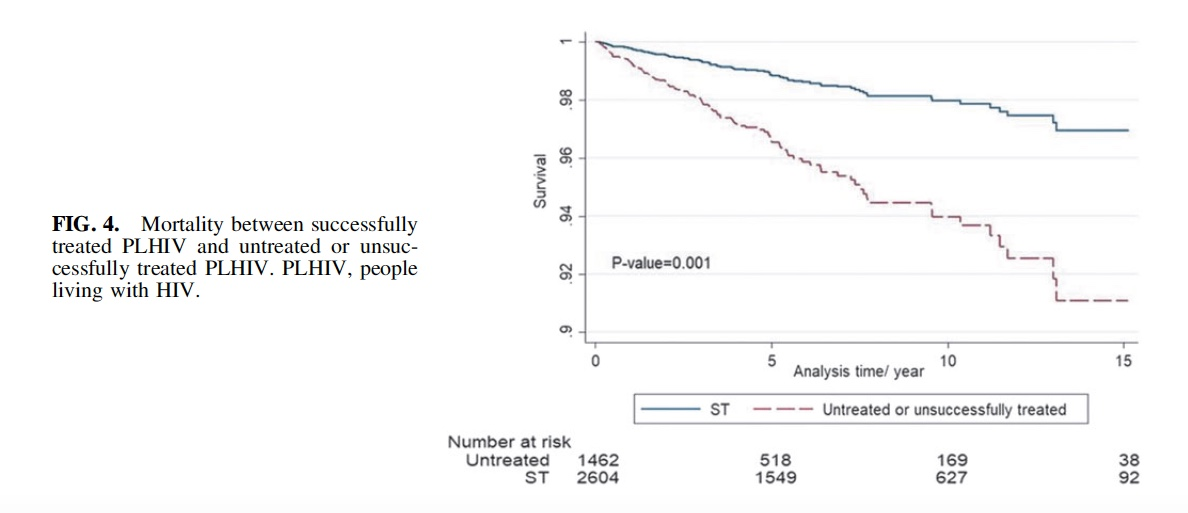 FIG. 4. Mortality between successfully
treated PLHIV and untreated or unsuc-
cessfully treated PLHIV. PLHIV, people
living with HIV.
Survival
1
.98
.96
.94
.92
.9
P-value=0.001
0 5 10 15
Analysis time/ year
ST Untreated or unsuccessfully treated
Number at risk
Untreated 1462 518 169 38
ST 2604 1549 627 92